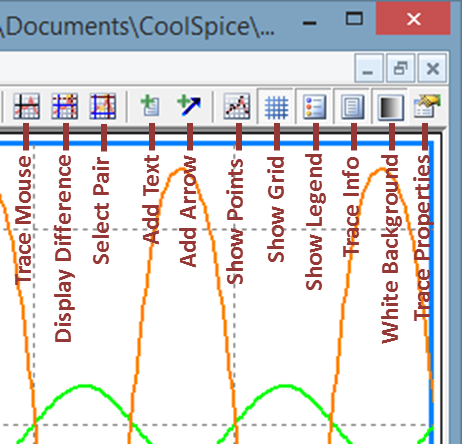 \Documents\CoolSpice\...
Trace Mouse
Display Difference
Select Pair
Add Text
Add Arrow
Show Points
Show Grid
Show Legend
Trace Info
White Background
Trace Properties